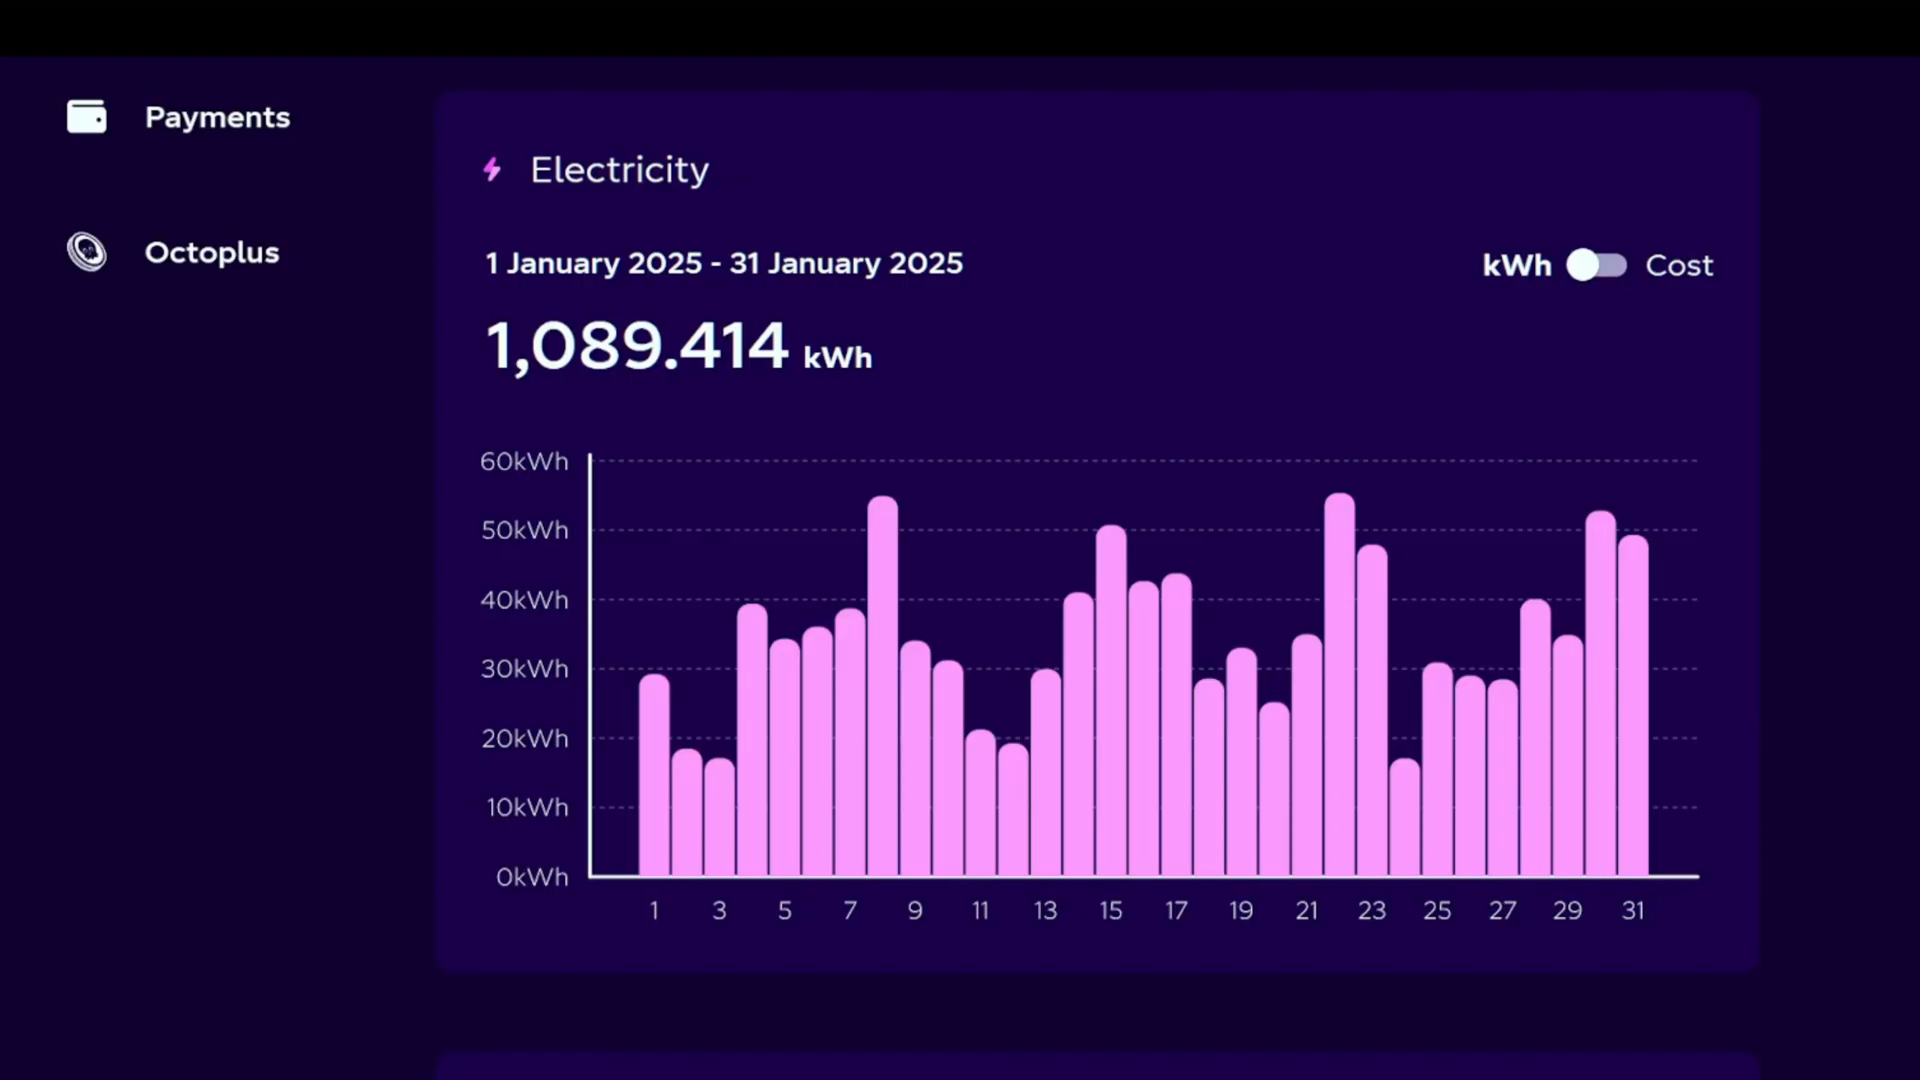 Payments
Octoplus
Electricity
1 January 2025 - 31 January 2025
kWh Cost
1,089.414 kWh
60kWh
50kWh
40kWh
30kWh
20kWh
10kWh
0kWh
1 3 5 7 9 11 13 15 17 19 21 23 25 27 29 31